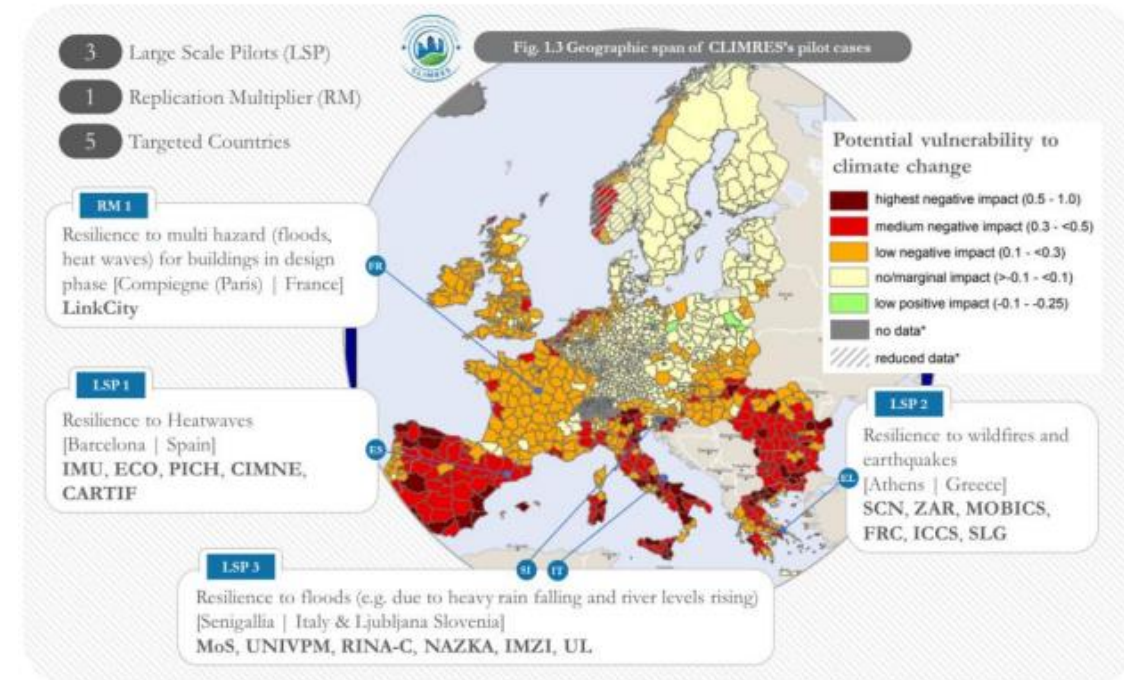 3 Large Scale Pilots (LSP)
1 Replication Multiplier (RM)
5 Targeted Countries
CLIMRES
Fig. 1.3 Geographic span of CLIMRES's pilot cases
Potential vulnerability to
climate change
highest negative impact (0.5 - 1.0)
medium negative impact (0.3 - <0.5)
low negative impact (0.1 - <0.3)
no/marginal impact (>-0.1 - <0.1)
low positive impact (-0.1 - -0.25)
no data*
reduced data*
RM 1
Resilience to multi hazard (floods,
heat waves) for buildings in design
phase [Compiegne (Paris) | France]
LinkCity
FR
LSP 1
Resilience to Heatwaves
[Barcelona | Spain]
IMU, ECO, PICH, CIMNE,
CARTIF
ES
LSP 2
Resilience to wildfires and
earthquakes
[Athens | Greece]
SCN, ZAR, MOBICS,
FRC, ICCS, SLG
EL
LSP 3
Resilience to floods (e.g. due to heavy rain falling and river levels rising)
[Senigallia | Italy & Ljubljana Slovenia]
MoS, UNIVPM, RINA-C, NAZKA, IMZI, UL
SI
IT